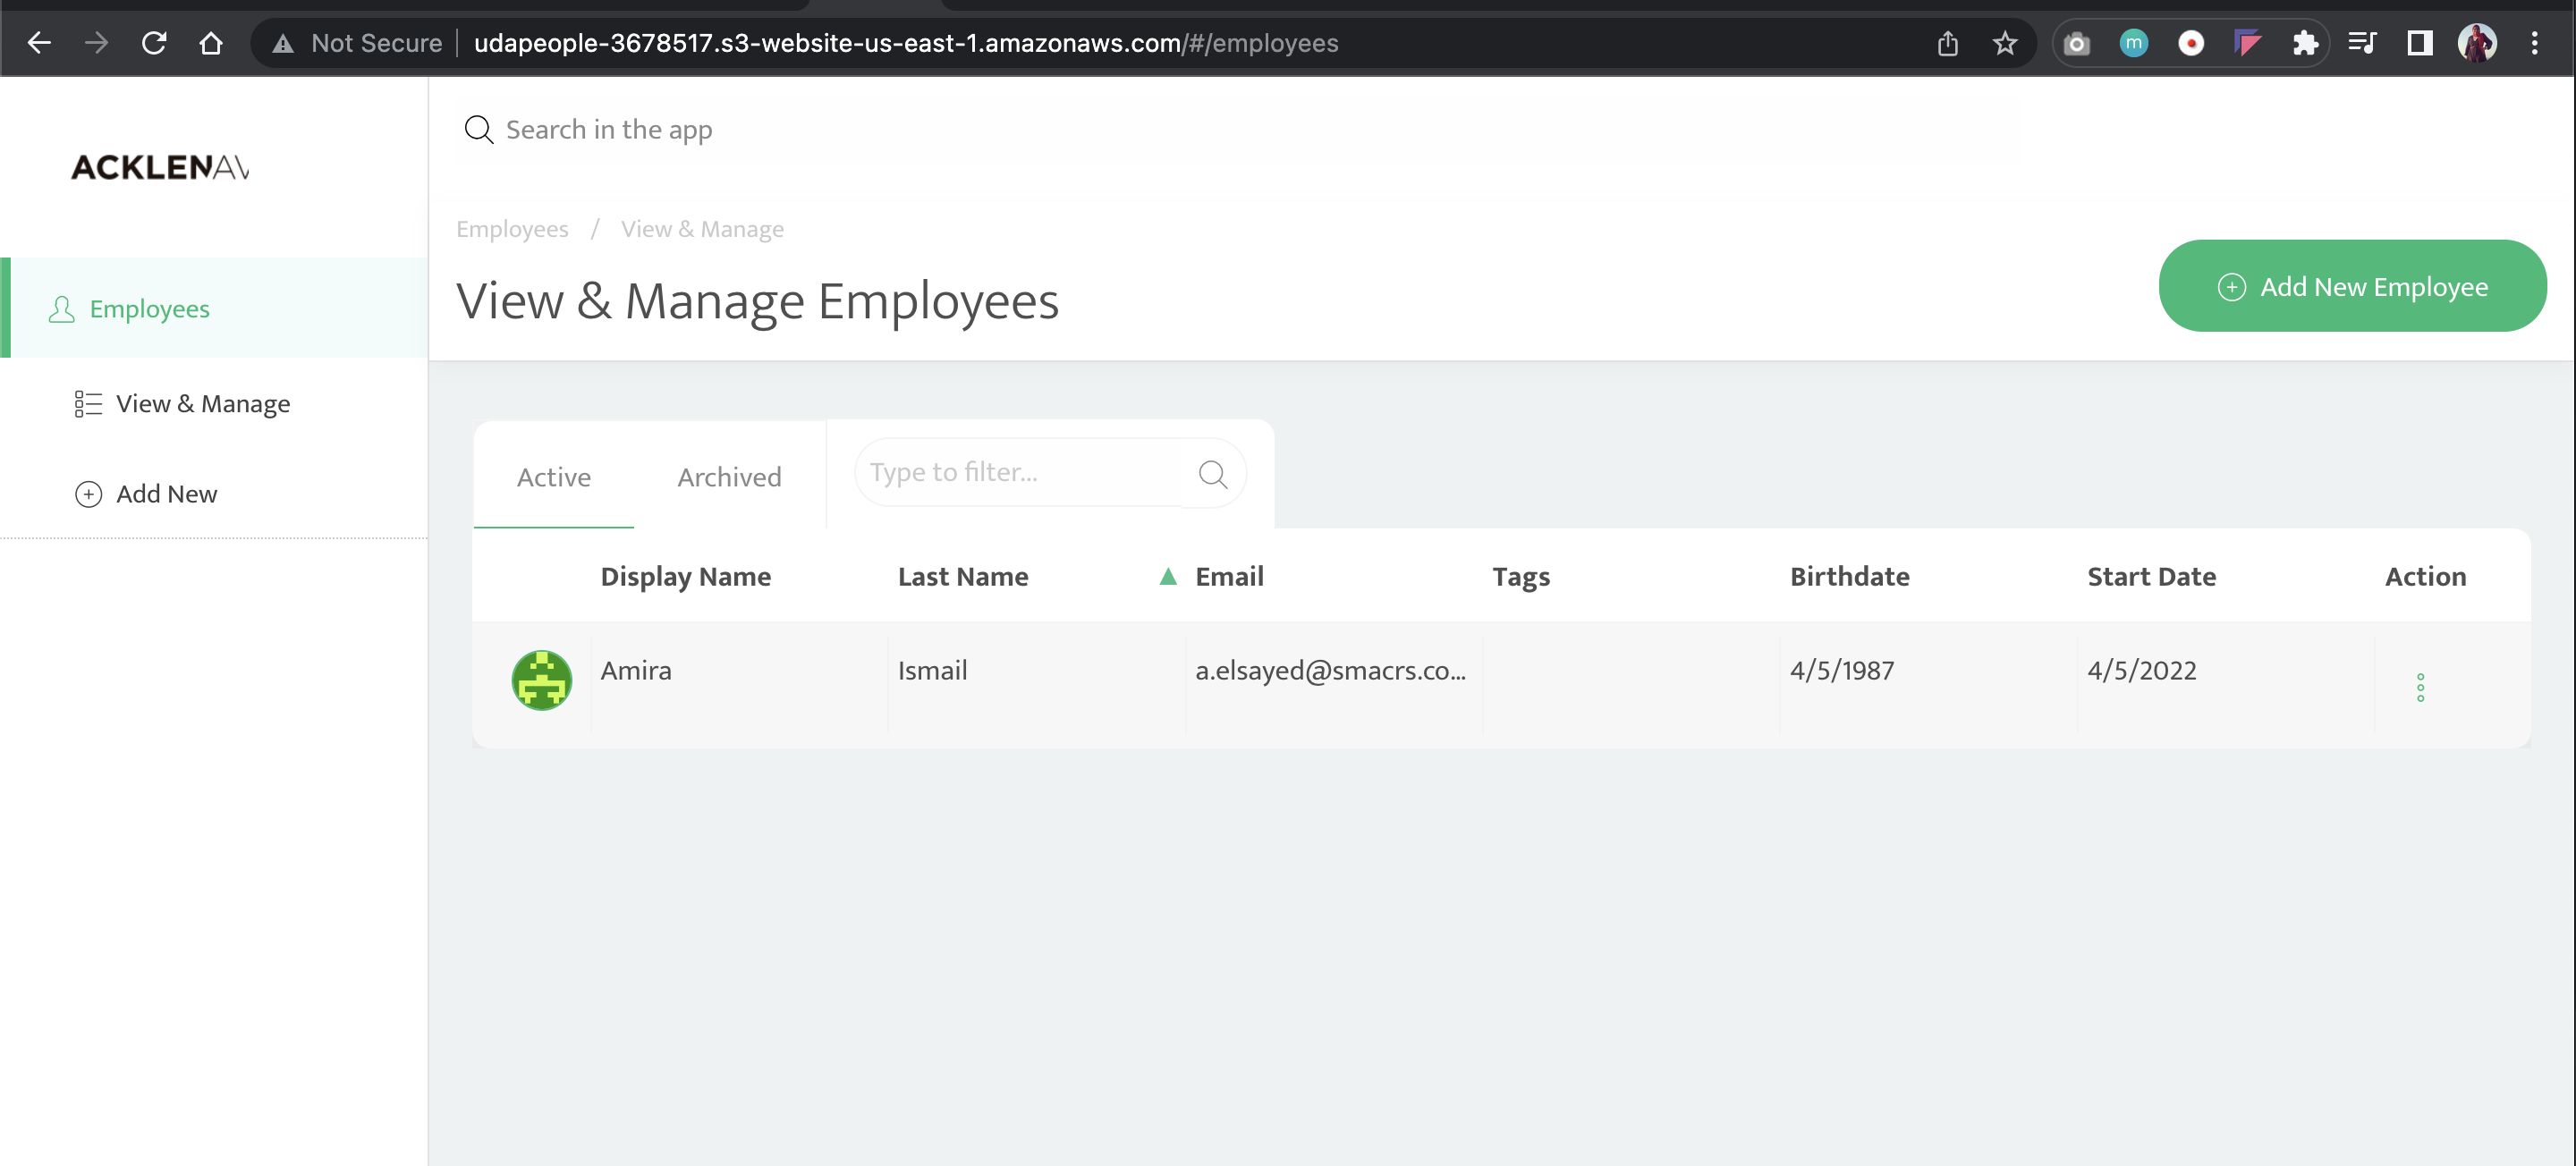 Not Secure udapeople-3678517.s3-website-us-east-1.amazonaws.com/#/employees
m
ACKLENAV
Search in the app
Employees / View & Manage
View & Manage Employees
Add New Employee
Employees
View & Manage
Add New
Active Archived Type to filter...
Display Name Last Name Email Tags Birthdate Start Date Action
Amira Ismail a.elsayed@smacrs.co... 4/5/1987 4/5/2022